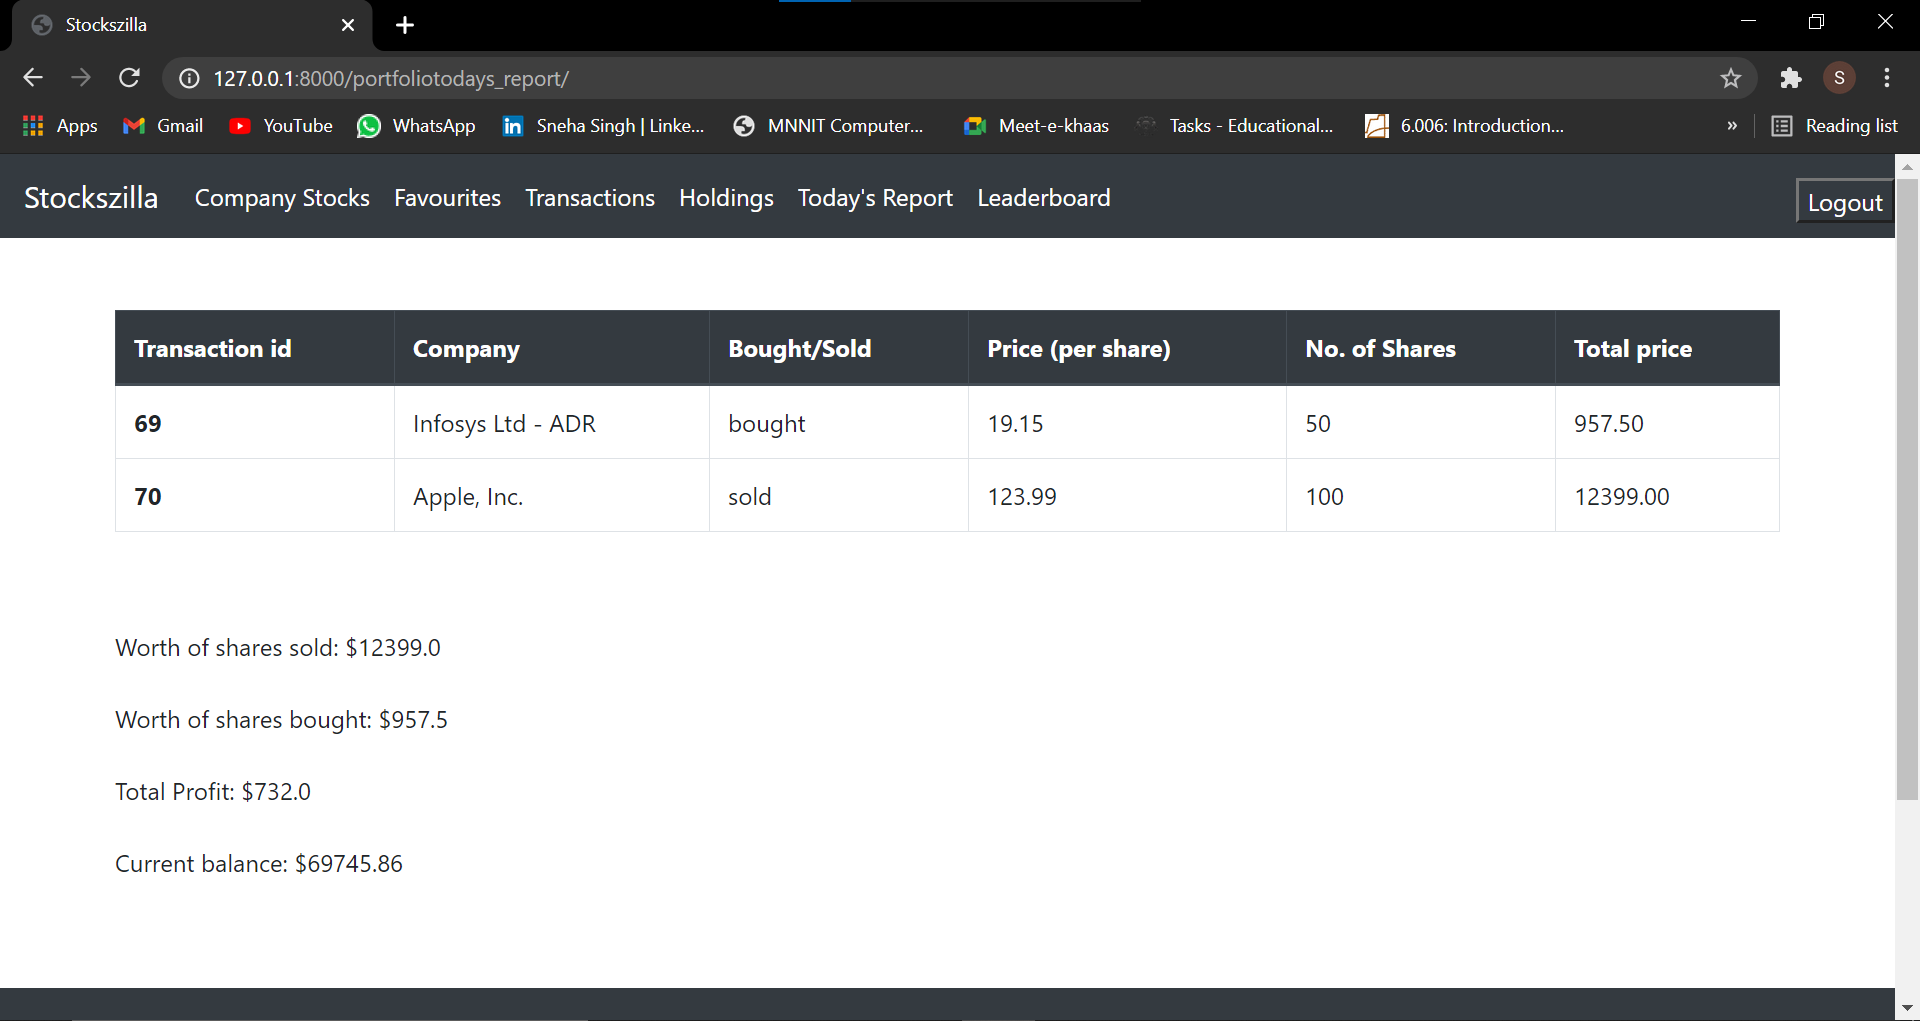 Stockszilla
127.0.0.1:8000/portfoliotodays_report/
S
Apps Gmail YouTube WhatsApp Sneha Singh | Linke... MNNIT Computer... Meet-e-khaas Tasks - Educational... 6.006: Introduction... » Reading list
Stockszilla Company Stocks Favourites Transactions Holdings Today's Report Leaderboard Logout
Transaction id Company Bought/Sold Price (per share) No. of Shares Total price
69 Infosys Ltd - ADR bought 19.15 50 957.50
70 Apple, Inc. sold 123.99 100 12399.00
Worth of shares sold: $12399.0
Worth of shares bought: $957.5
Total Profit: $732.0
Current balance: $69745.86